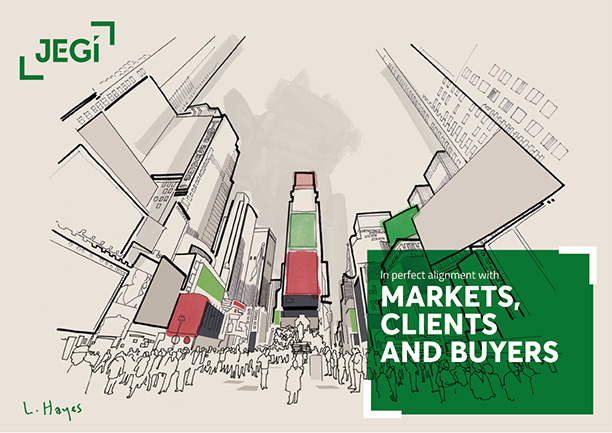 JEGI
In perfect alignment with
MARKETS,
CLIENTS
AND BUYERS
L. Hayes